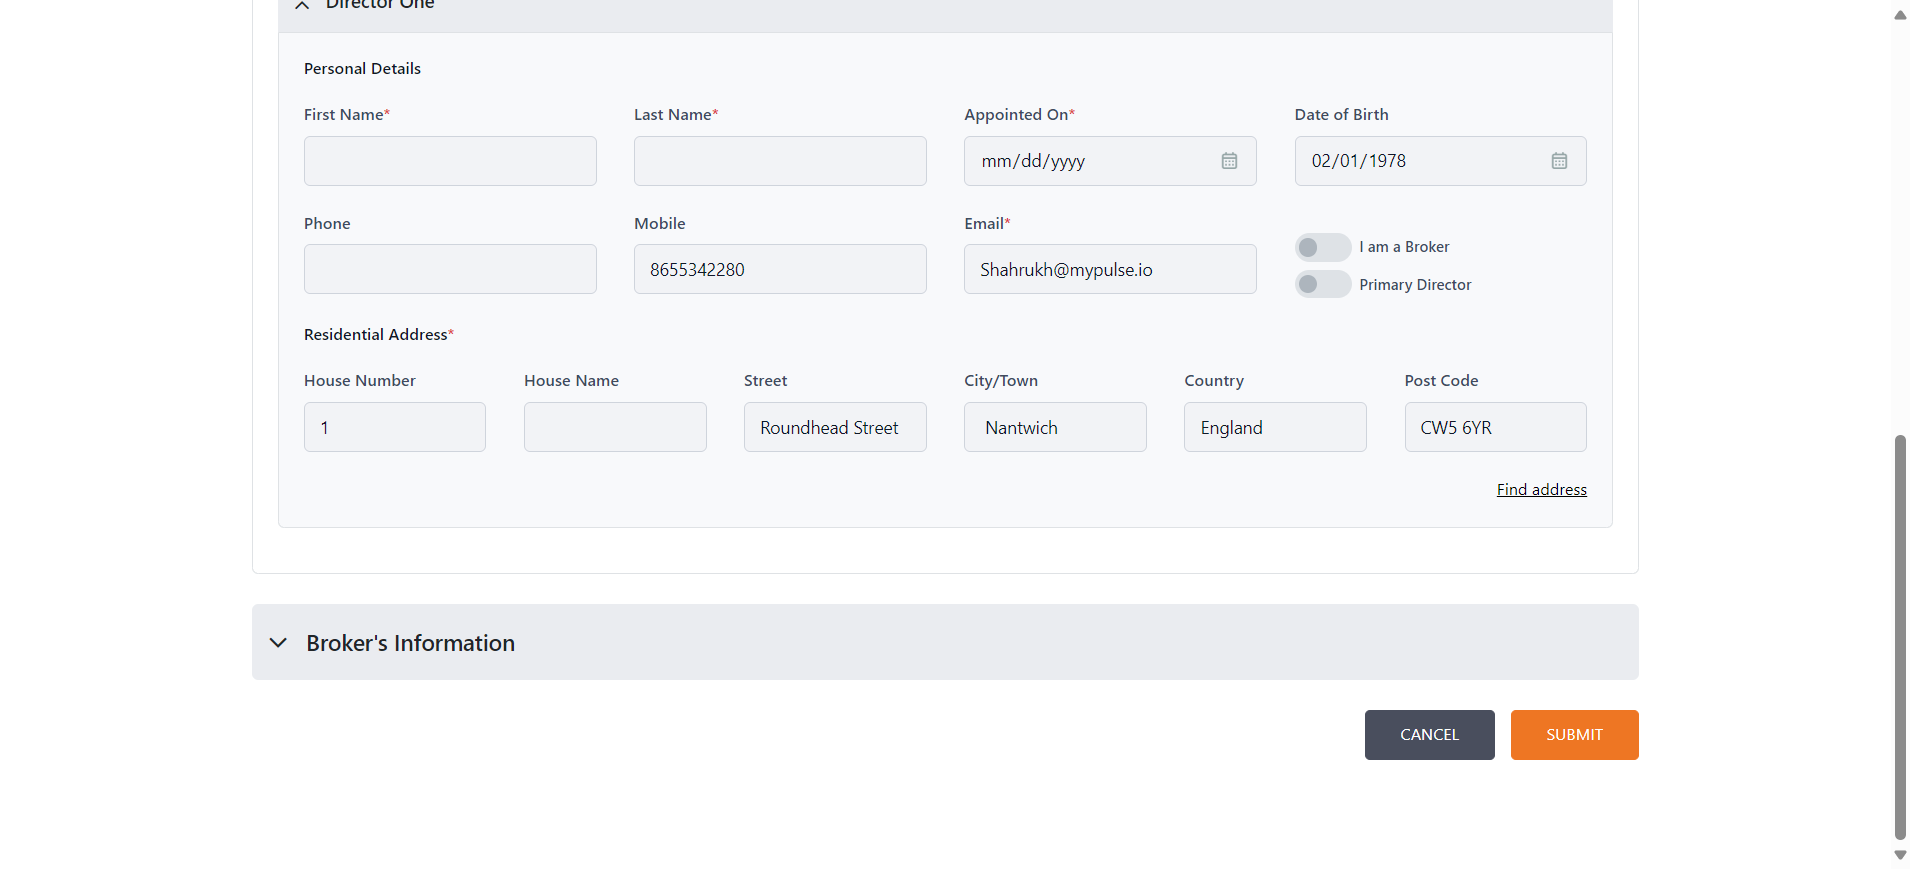 Director One
Personal Details
First Name* Last Name* Appointed On* Date of Birth
mm/dd/yyyy 02/01/1978
Phone Mobile Email*
I am a Broker
8655342280 Shahrukh@mypulse.io
Primary Director
Residential Address*
House Number House Name Street City/Town Country Post Code
1 Roundhead Street Nantwich England CW5 6YR
Find address
Broker's Information
CANCEL SUBMIT